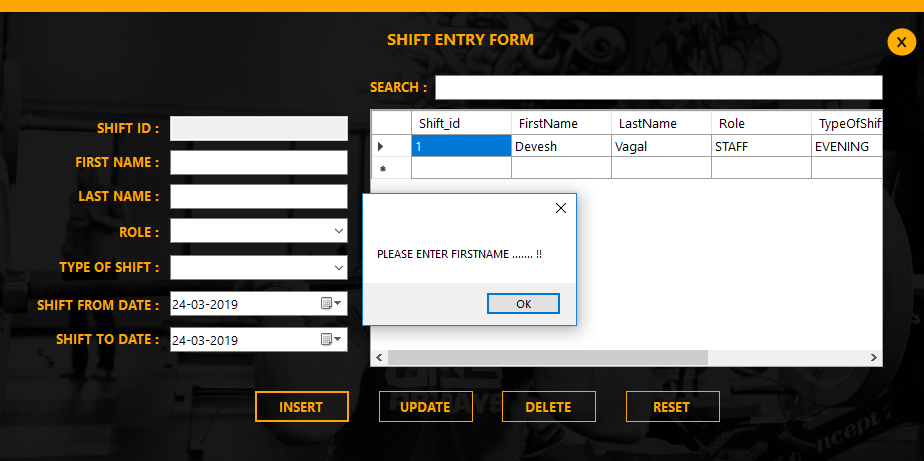 SHIFT ENTRY FORM
X
SEARCH :
Shift_id FirstName LastName Role TypeOfShif
1 Devesh Vagal STAFF EVENING
*
SHIFT ID :
FIRST NAME :
LAST NAME :
ROLE :
TYPE OF SHIFT :
SHIFT FROM DATE : 24-03-2019
SHIFT TO DATE : 24-03-2019
PLEASE ENTER FIRSTNAME ....... !!
OK
INSERT UPDATE DELETE RESET
concept 2